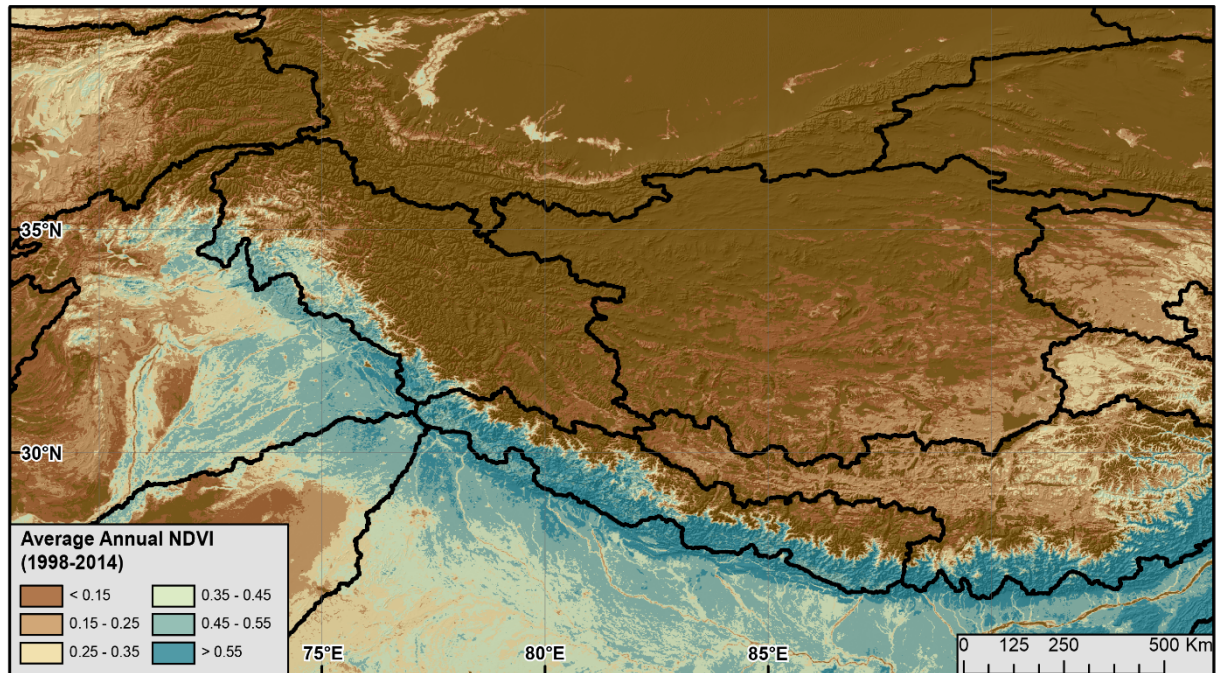 35°N
30°N
Average Annual NDVI
(1998-2014)
< 0.15
0.35 - 0.45
0.15 - 0.25
0.45 - 0.55
0.25 - 0.35
> 0.55
75°E
80°E
85°E
0 125 250 500 Km